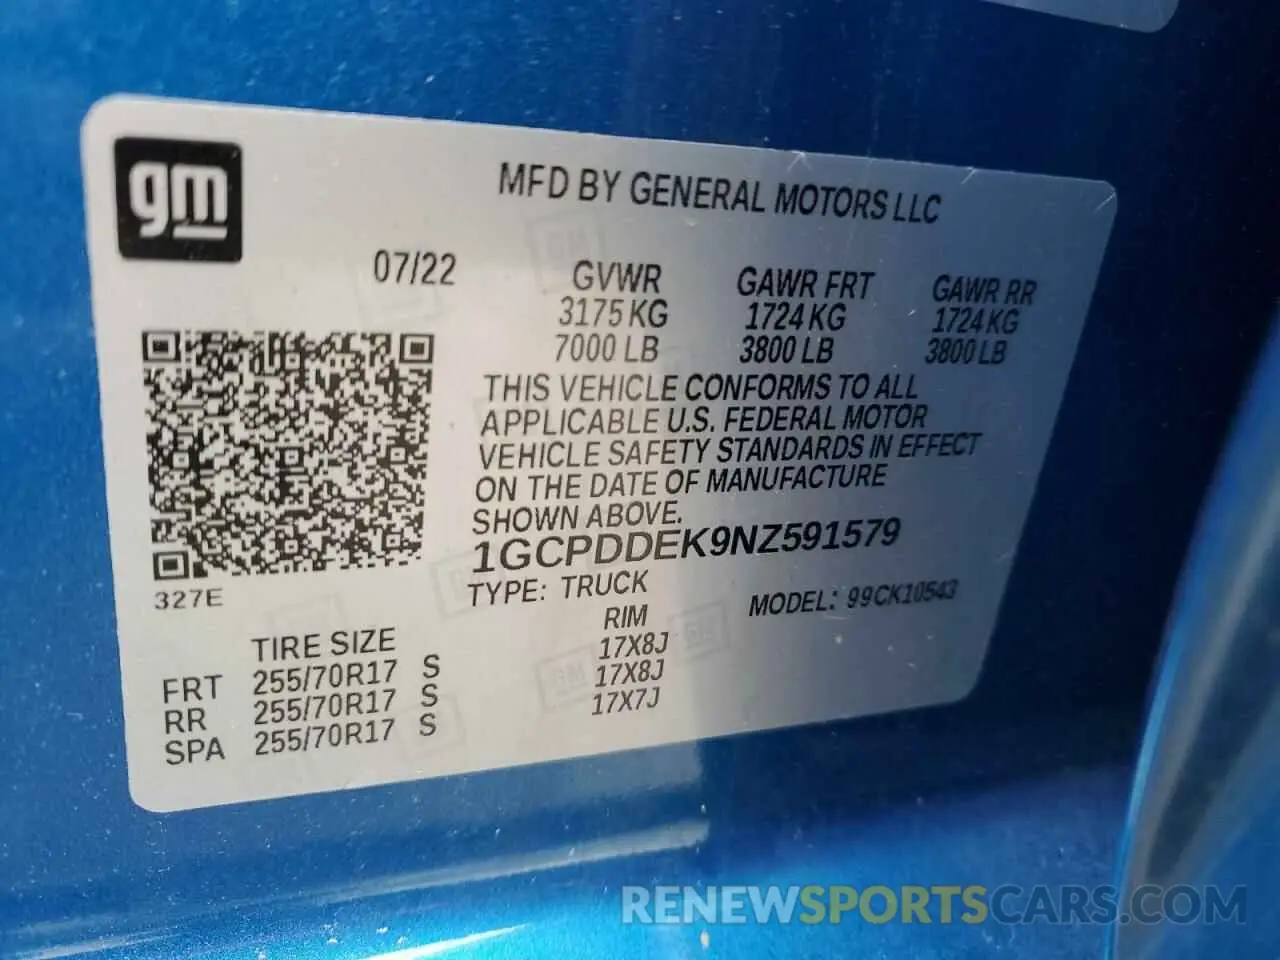 gm
MFD BY GENERAL MOTORS LLC
07/22
GVWR GAWR FRT GAWR RR
3175 KG 1724 KG 1724 KG
7000 LB 3800 LB 3800 LB
THIS VEHICLE CONFORMS TO ALL
APPLICABLE U.S. FEDERAL MOTOR
VEHICLE SAFETY STANDARDS IN EFFECT
ON THE DATE OF MANUFACTURE
SHOWN ABOVE.
1GCPDDEK9NZ591579
TYPE: TRUCK MODEL: 99CK10543
327E
TIRE SIZE RIM
FRT 255/70R17 S 17X8J
RR 255/70R17 S 17X8J
SPA 255/70R17 S 17X7J
RENEWSPORTSCARS.COM